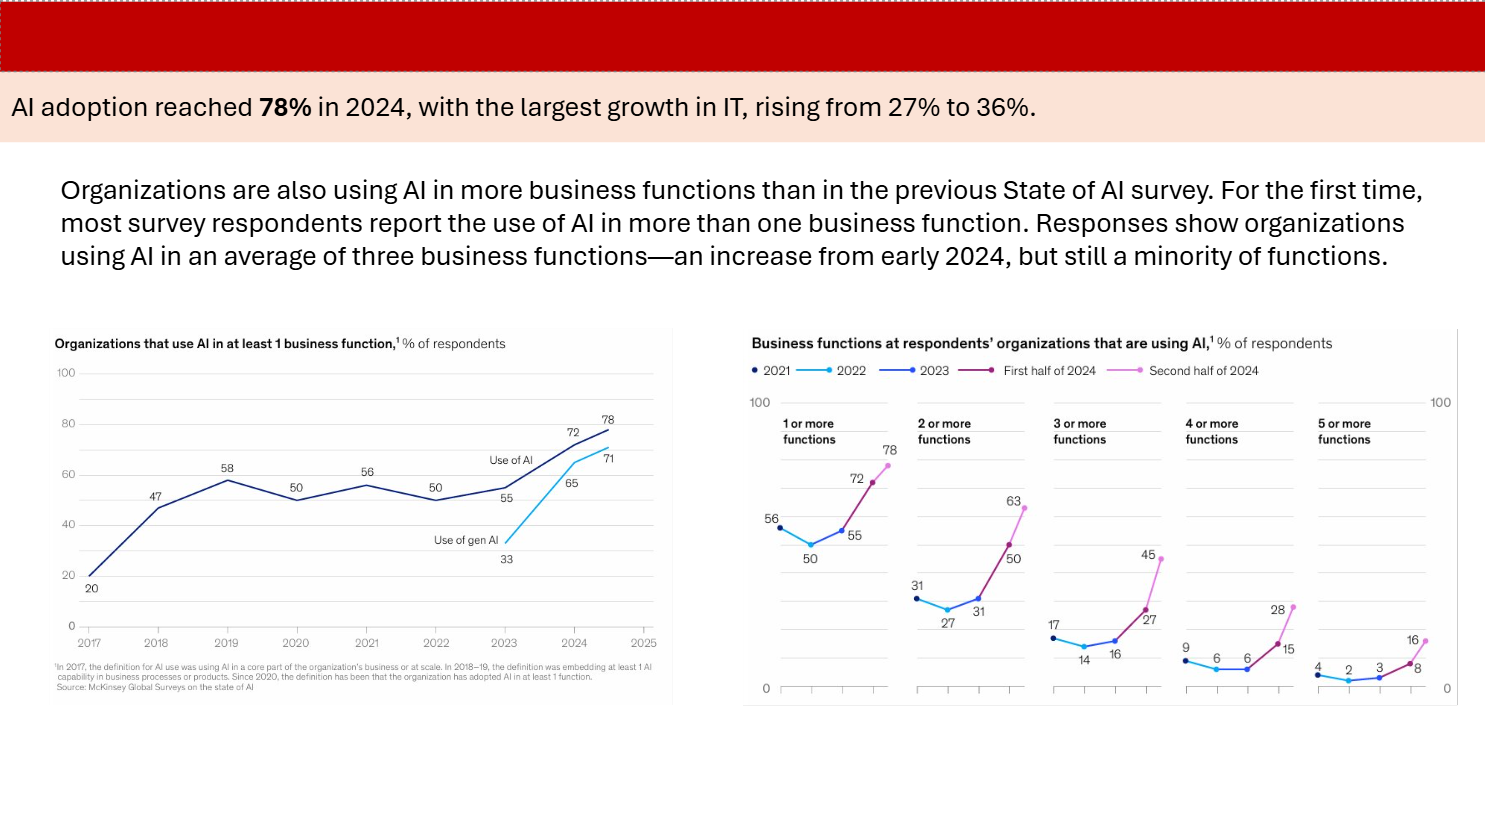 AI adoption reached 78% in 2024, with the largest growth in IT, rising from 27% to 36%.
Organizations are also using AI in more business functions than in the previous State of AI survey. For the first time,
most survey respondents report the use of AI in more than one business function. Responses show organizations
using AI in an average of three business functions—an increase from early 2024, but still a minority of functions.
Organizations that use AI in at least 1 business function,¹ % of respondents
100
80
60
40
20
0
20
47
58
50
56
50
55
72
78
Use of AI
Use of gen AI
33
65
71
2017 2018 2019 2020 2021 2022 2023 2024 2025
¹In 2017, the definition for AI use was using AI in a core part of the organization's business or at scale. In 2018–19, the definition was embedding at least 1 AI
capability in business processes or products. Since 2020, the definition has been that the organization has adopted AI in at least 1 function.
Source: McKinsey Global Surveys on the state of AI
Business functions at respondents' organizations that are using AI,¹ % of respondents
2021 2022 2023 First half of 2024 Second half of 2024
100
100
1 or more
functions
56
50
55
72
78
2 or more
functions
31
27
31
50
63
3 or more
functions
17
14
16
27
45
4 or more
functions
9
6
6
15
28
5 or more
functions
4
2
3
8
16
0
0